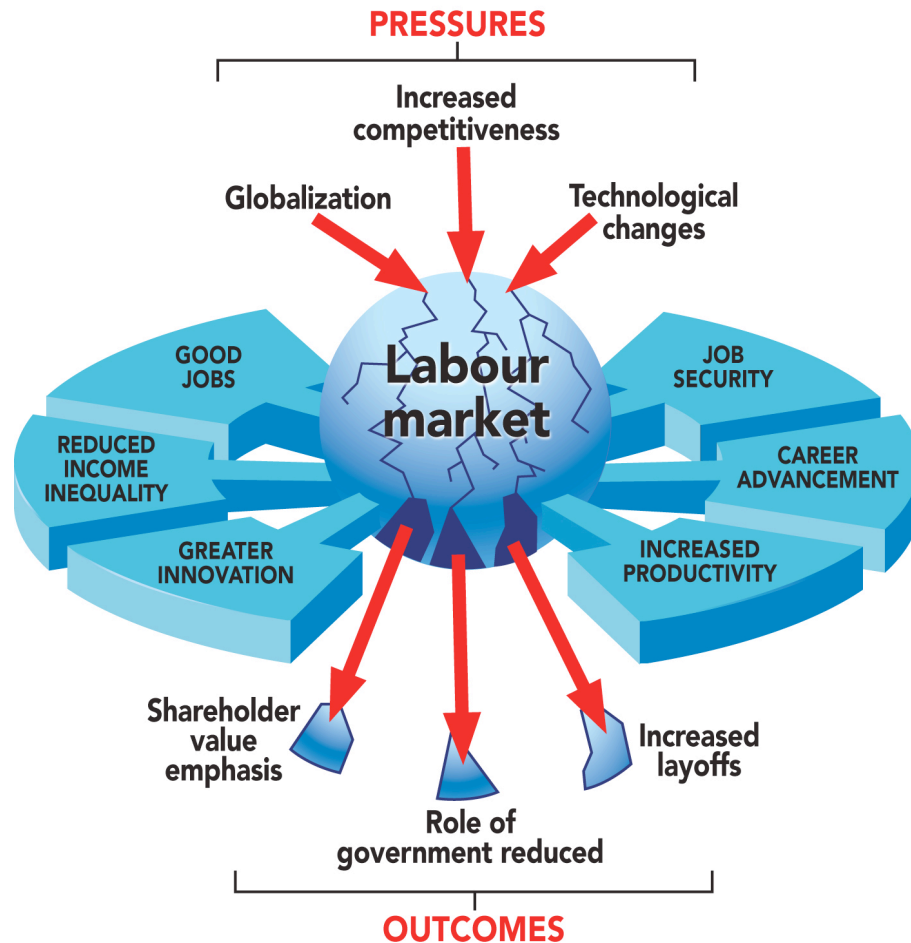 PRESSURES
Increased
competitiveness
Globalization
Technological
changes
Labour
market
GOOD
JOBS
JOB
SECURITY
REDUCED
INCOME
INEQUALITY
CAREER
ADVANCEMENT
GREATER
INNOVATION
INCREASED
PRODUCTIVITY
Shareholder
value
emphasis
Role of
government reduced
Increased
layoffs
OUTCOMES